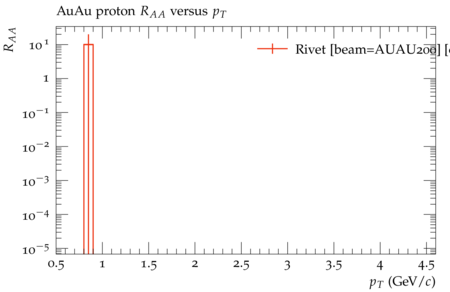 AuAu proton R_AA versus p_T
R_AA
Rivet [beam=AUAU200] [
10^1
1
10^−1
10^−2
10^−3
10^−4
10^−5
0.5 1 1.5 2 2.5 3 3.5 4 4.5
p_T (GeV/c)